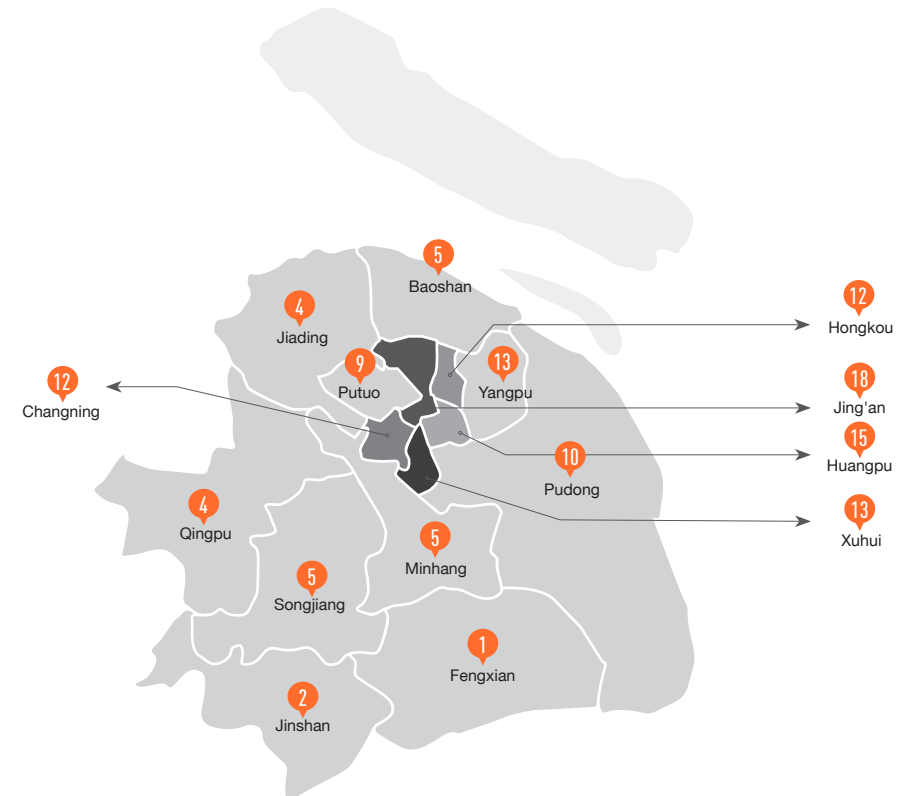 5
Baoshan
4
Jiading
12
Hongkou
9
Putuo
13
Yangpu
12
Changning
18
Jing'an
15
Huangpu
10
Pudong
4
Qingpu
13
Xuhui
5
Minhang
5
Songjiang
1
Fengxian
2
Jinshan